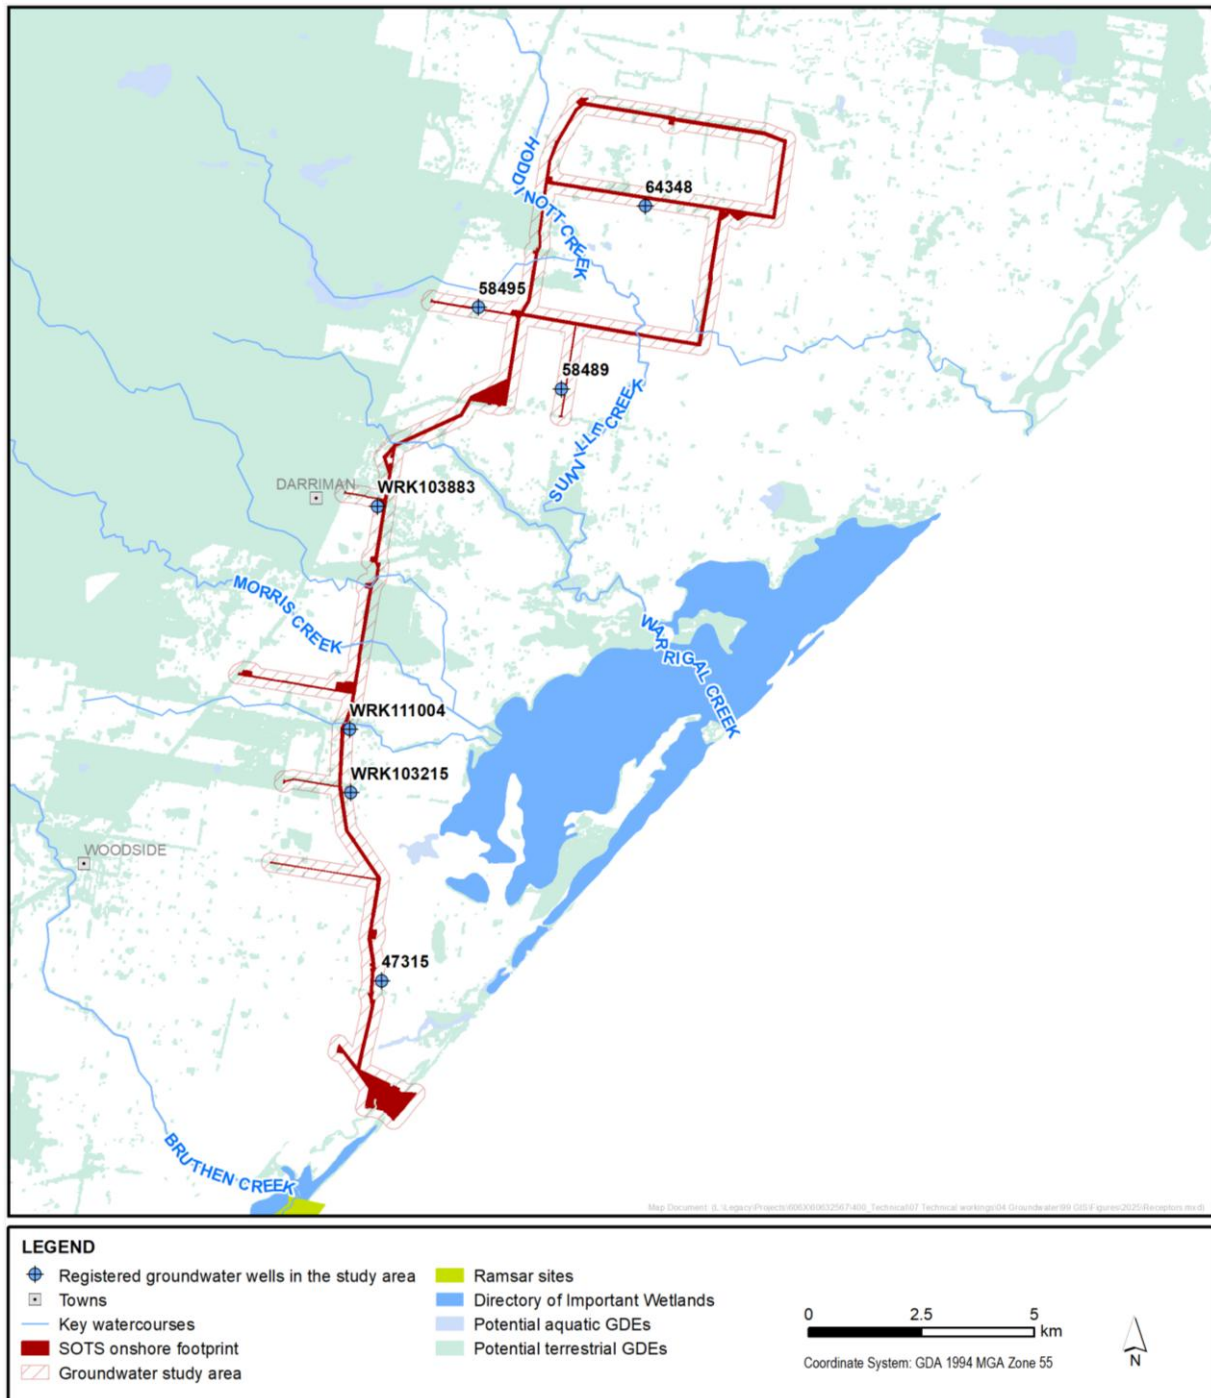 HODDINOTT CREEK
64348
58495
58489
SUNVILLE CREEK
DARRIMAN
WRK103883
MORRIS CREEK
WARRIGAL CREEK
WRK111004
WRK103215
WOODSIDE
47315
BRUTHEN CREEK
LEGEND
Registered groundwater wells in the study area
Towns
Key watercourses
SOTS onshore footprint
Groundwater study area
Ramsar sites
Directory of Important Wetlands
Potential aquatic GDEs
Potential terrestrial GDEs
0 2.5 5
km
Coordinate System: GDA 1994 MGA Zone 55
N